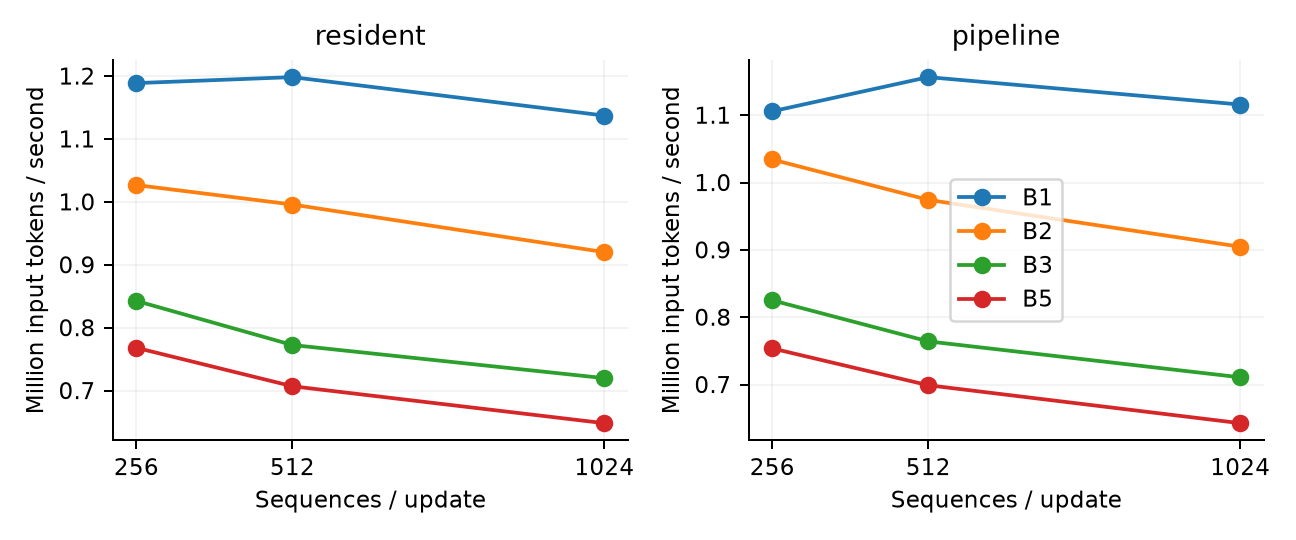 resident
Million input tokens / second
1.2
1.1
1.0
0.9
0.8
0.7
256
512
1024
Sequences / update
pipeline
Million input tokens / second
1.1
1.0
0.9
0.8
0.7
B1
B2
B3
B5
256
512
1024
Sequences / update